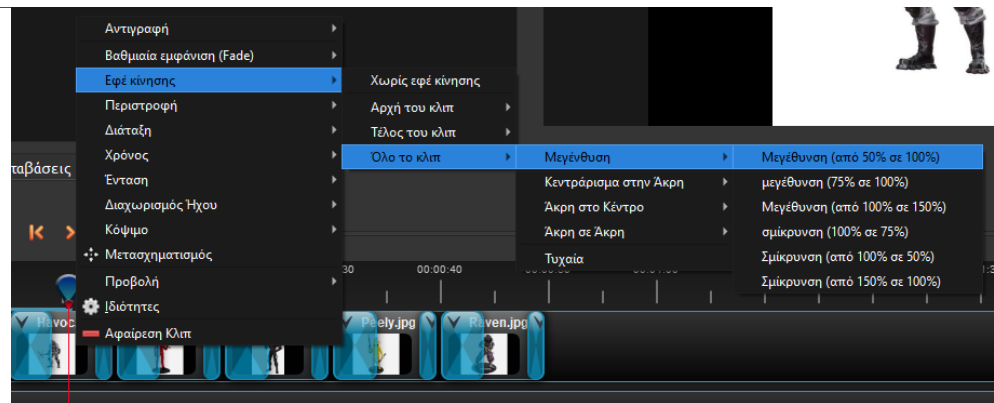 Αντιγραφή
Βαθμιαία εμφάνιση (Fade)
Εφέ κίνησης
Περιστροφή
Διάταξη
Χρόνος
Ένταση
Διαχωρισμός Ήχου
Κόψιμο
Μετασχηματισμός
Προβολή
Ιδιότητες
Αφαίρεση Κλιπ
Χωρίς εφέ κίνησης
Αρχή του κλιπ
Τέλος του κλιπ
Όλο το κλιπ
Μεγένθυση
Κεντράρισμα στην Άκρη
Άκρη στο Κέντρο
Άκρη σε Άκρη
Τυχαία
Μεγέθυνση (από 50% σε 100%)
μεγέθυνση (75% σε 100%)
Μεγέθυνση (από 100% σε 150%)
σμίκρυνση (100% σε 75%)
Σμίκρυνση (από 100% σε 50%)
Σμίκρυνση (από 150% σε 100%)
ταβάσεις
30 00:00:40
Havoc
Peely.jpg
Raven.jpg